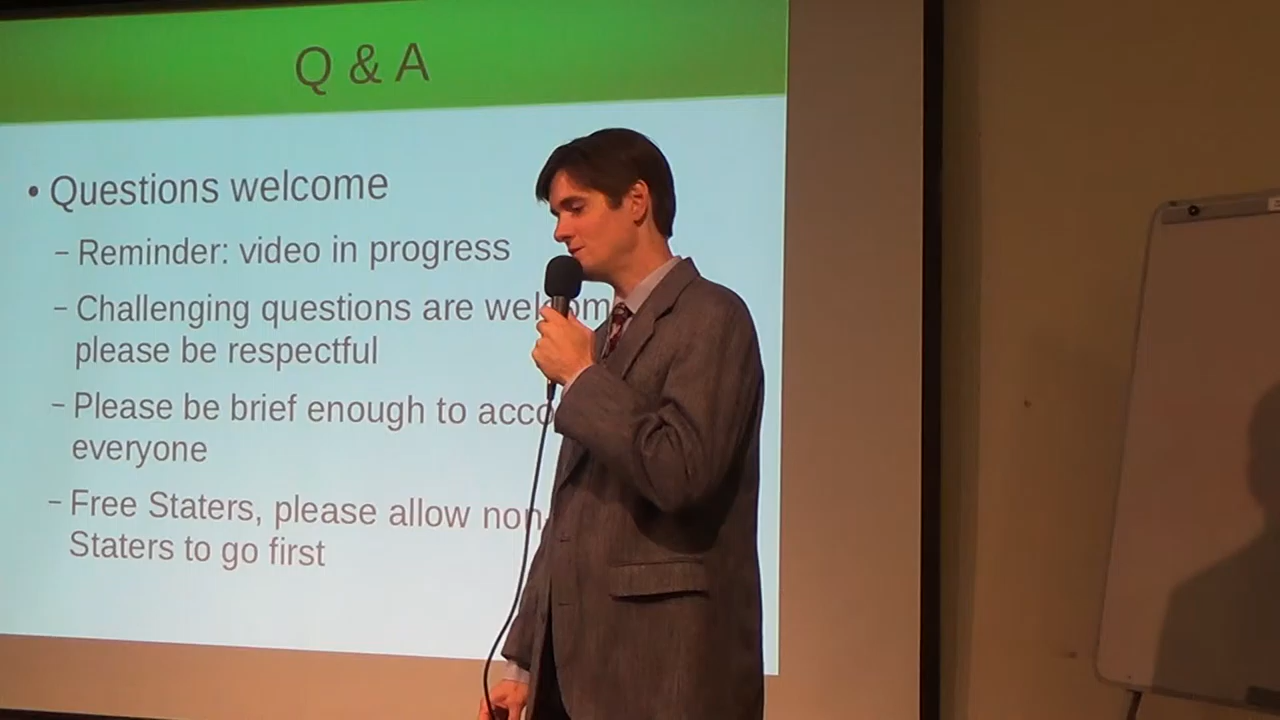 Q & A
• Questions welcome
– Reminder: video in progress
– Challenging questions are welcom
please be respectful
– Please be brief enough to acco
everyone
– Free Staters, please allow non-
Staters to go first